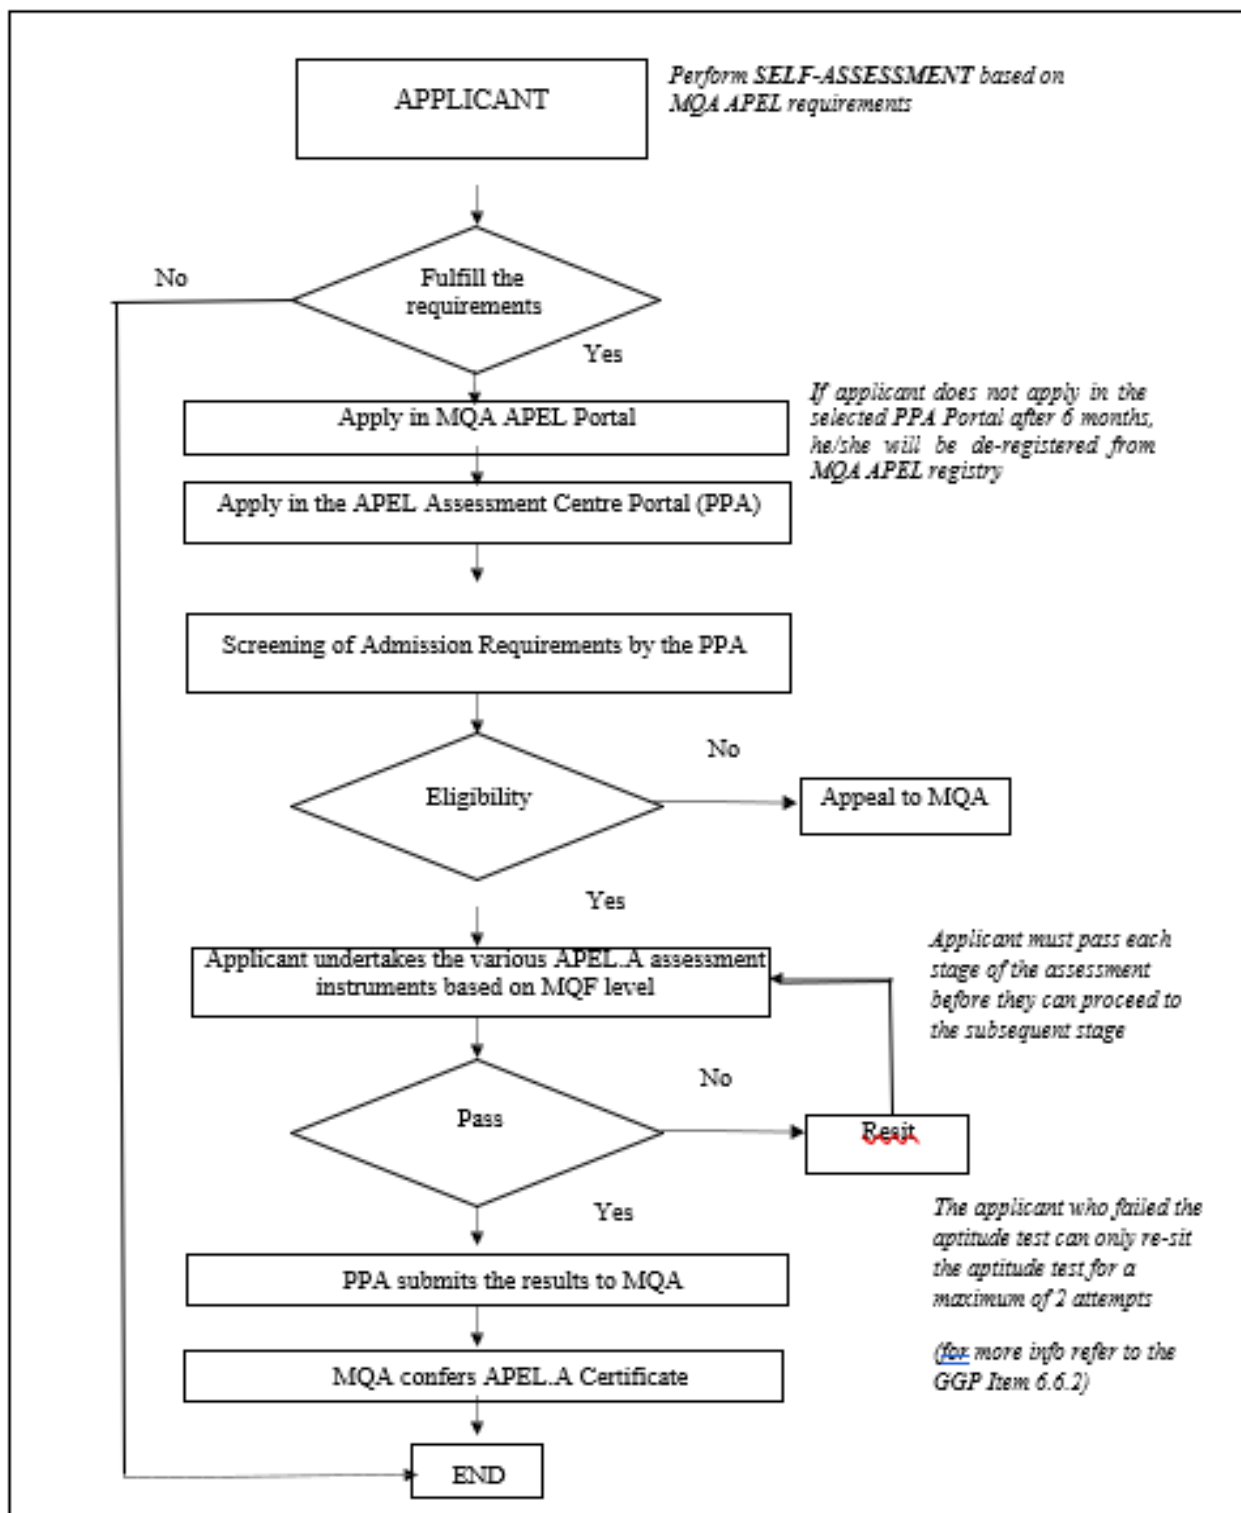 APPLICANT
Perform SELF-ASSESSMENT based on
MQA APEL requirements
No
Fulfill the
requirements
Yes
Apply in MQA APEL Portal
If applicant does not apply in the
selected PPA Portal after 6 months,
he/she will be de-registered from
MQA APEL registry
Apply in the APEL Assessment Centre Portal (PPA)
Screening of Admission Requirements by the PPA
No
Eligibility
Appeal to MQA
Yes
Applicant undertakes the various APEL.A assessment
instruments based on MQF level
Applicant must pass each
stage of the assessment
before they can proceed to
the subsequent stage
No
Pass
Resit
Yes
The applicant who failed the
aptitude test can only re-sit
the aptitude test for a
maximum of 2 attempts
(for more info refer to the
GGP Item 6.6.2)
PPA submits the results to MQA
MQA confers APEL.A Certificate
END